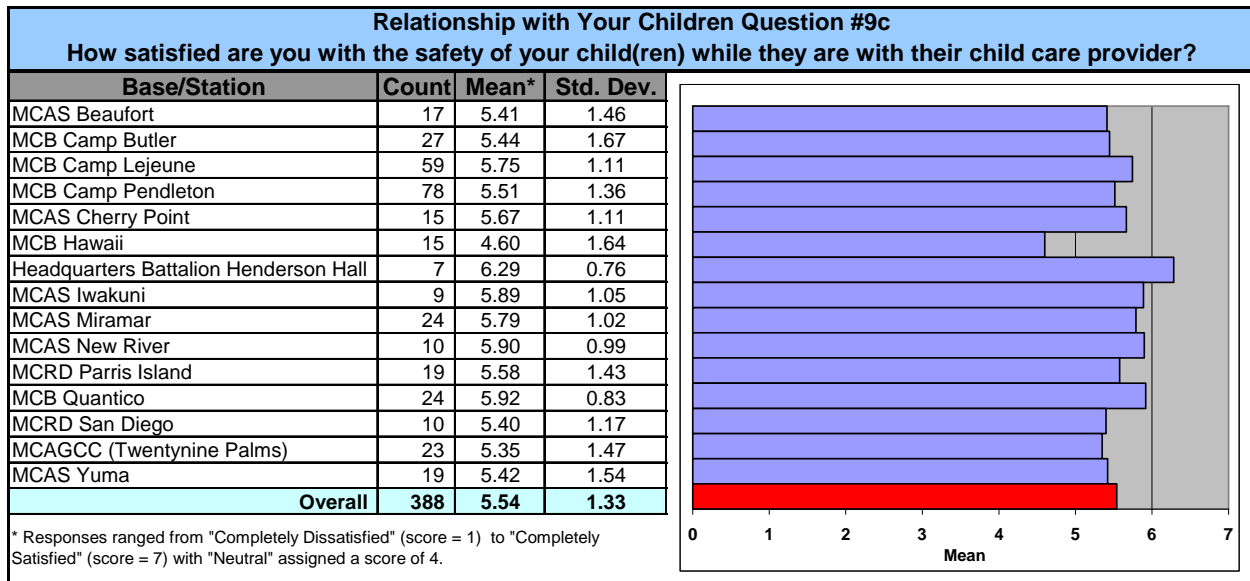 Relationship with Your Children Question #9c
How satisfied are you with the safety of your child(ren) while they are with their child care provider?
Base/Station Count Mean* Std. Dev.
MCAS Beaufort 17 5.41 1.46
MCB Camp Butler 27 5.44 1.67
MCB Camp Lejeune 59 5.75 1.11
MCB Camp Pendleton 78 5.51 1.36
MCAS Cherry Point 15 5.67 1.11
MCB Hawaii 15 4.60 1.64
Headquarters Battalion Henderson Hall 7 6.29 0.76
MCAS Iwakuni 9 5.89 1.05
MCAS Miramar 24 5.79 1.02
MCAS New River 10 5.90 0.99
MCRD Parris Island 19 5.58 1.43
MCB Quantico 24 5.92 0.83
MCRD San Diego 10 5.40 1.17
MCAGCC (Twentynine Palms) 23 5.35 1.47
MCAS Yuma 19 5.42 1.54
Overall 388 5.54 1.33
* Responses ranged from "Completely Dissatisfied" (score = 1) to "Completely
Satisfied" (score = 7) with "Neutral" assigned a score of 4.
0 1 2 3 4 5 6 7
Mean